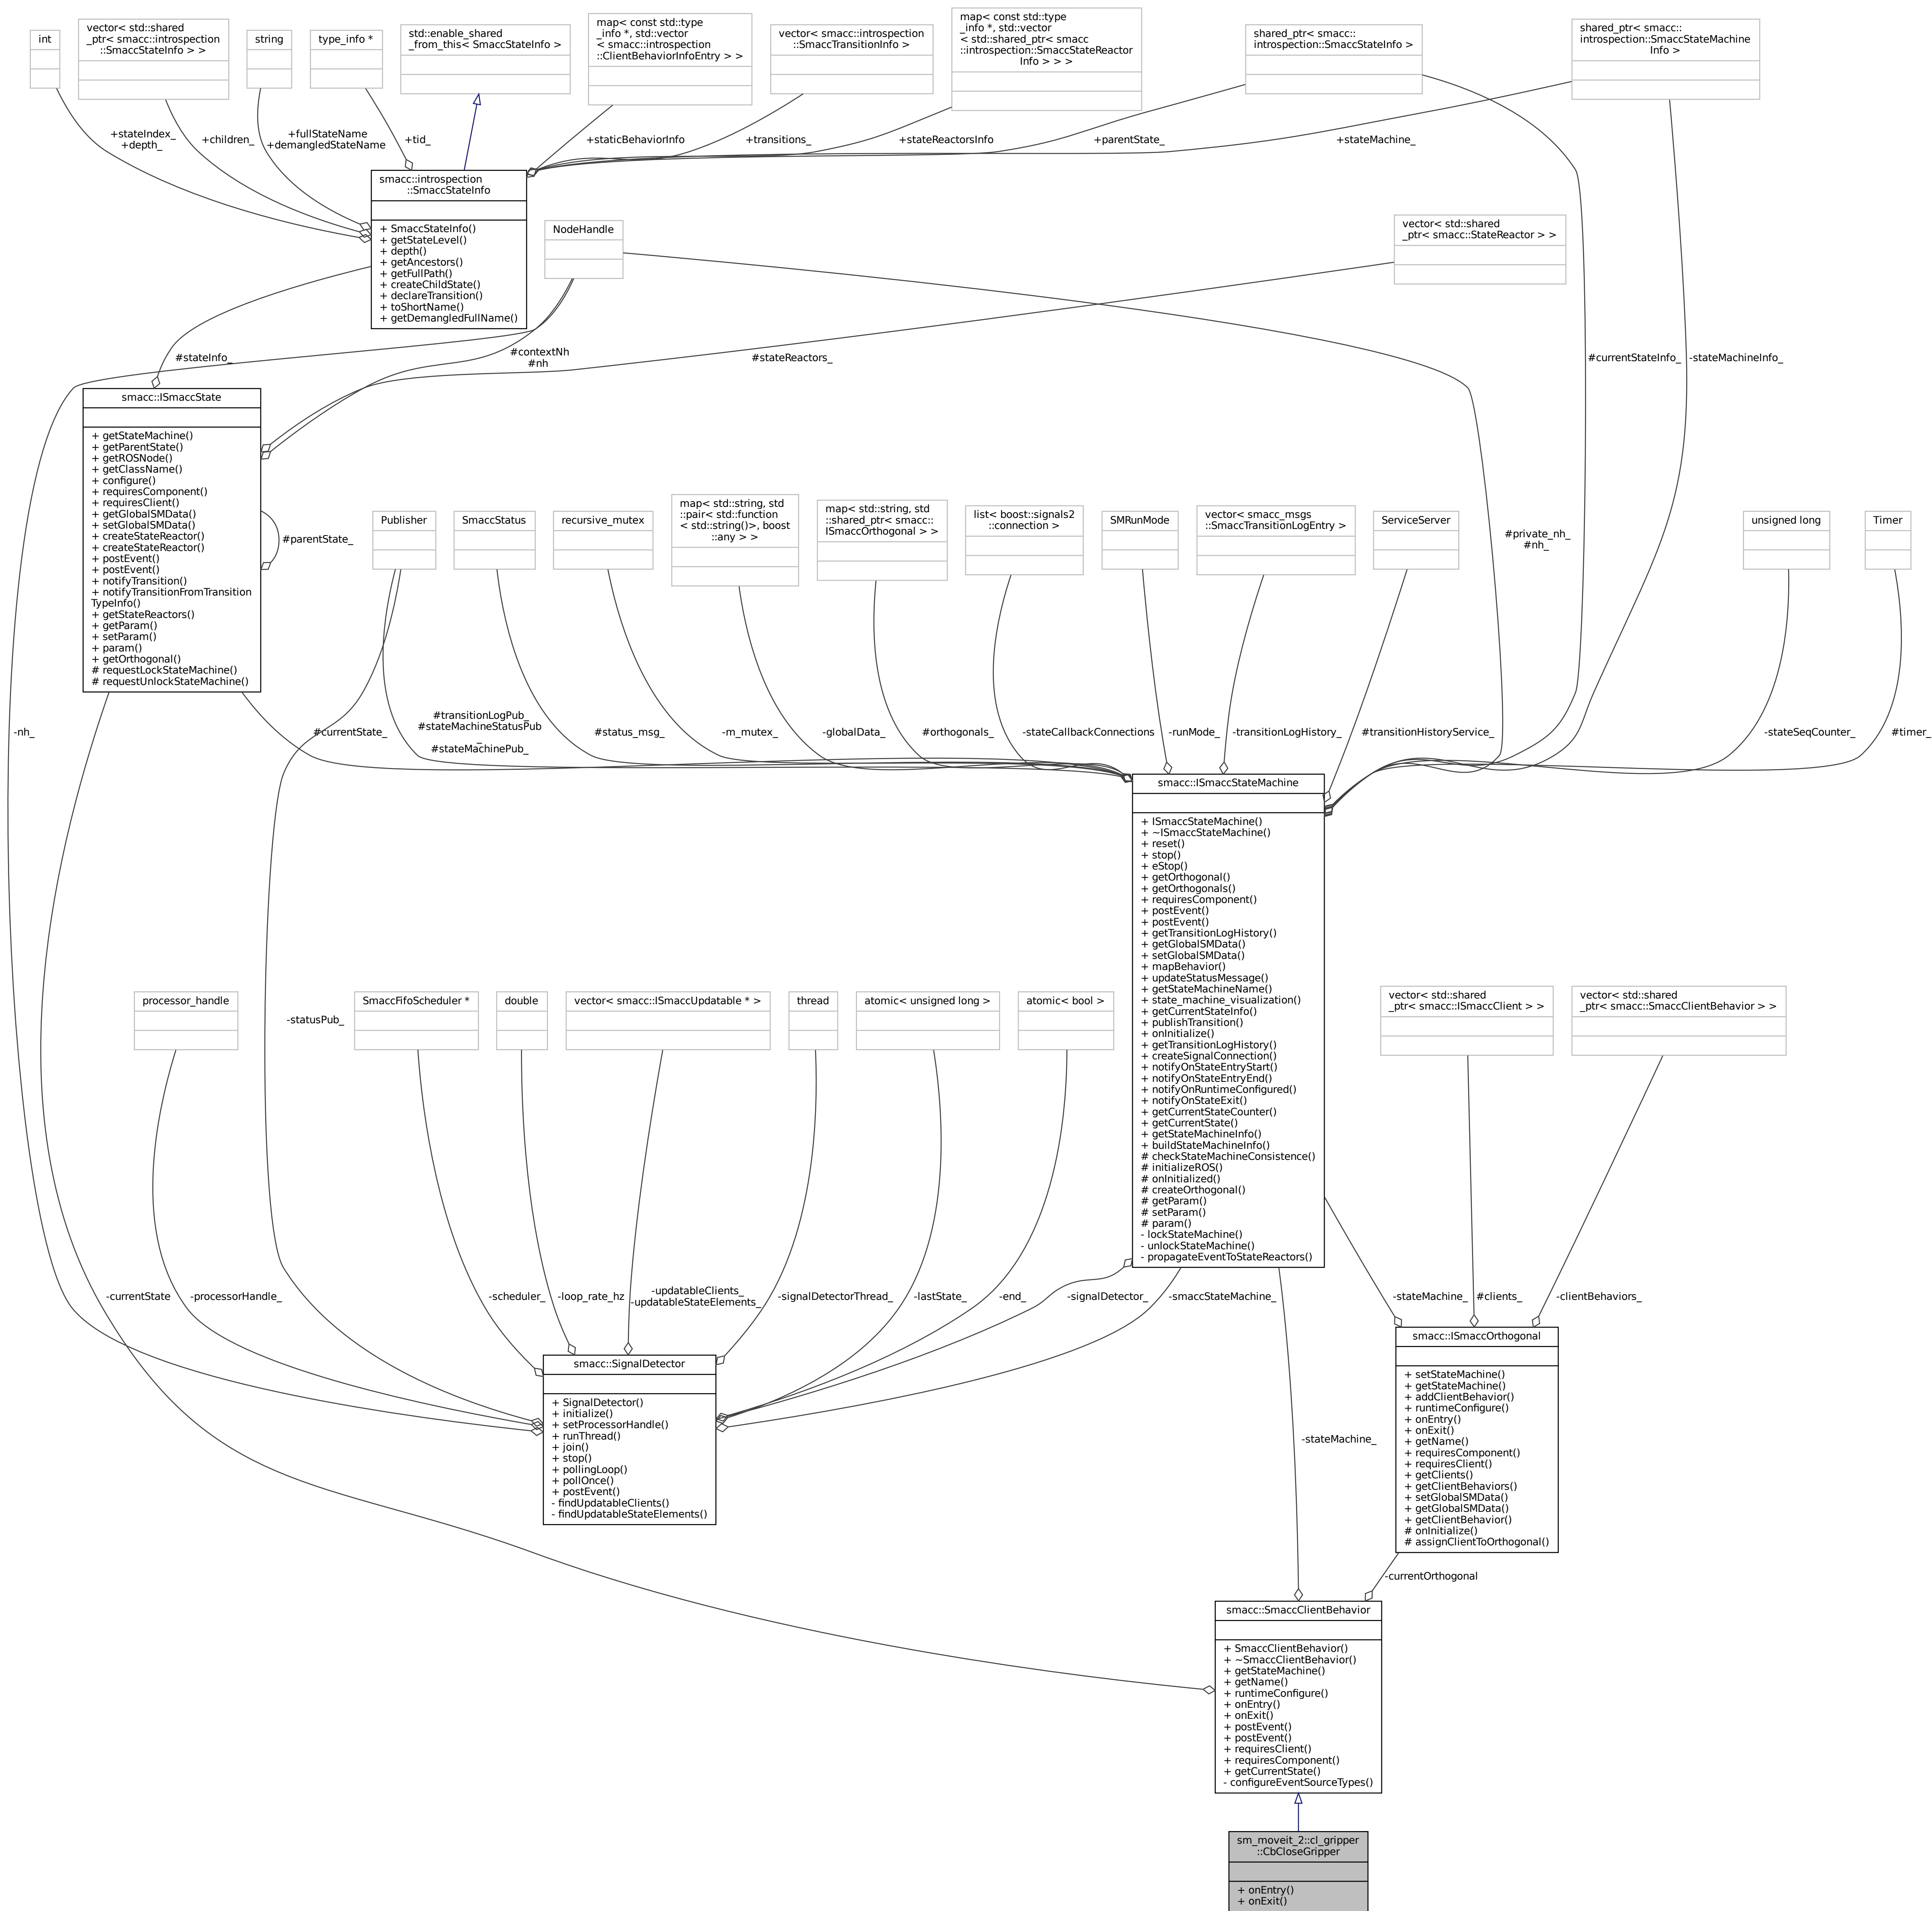 int
vector< std::shared
_ptr< smacc::introspection
::SmaccStateInfo > >
string
type_info *
std::enable_shared
_from_this< SmaccStateInfo >
map< const std::type
_info *, std::vector
< smacc::introspection
::ClientBehaviorInfoEntry > >
vector< smacc::introspection
::SmaccTransitionInfo >
map< const std::type
_info *, std::vector
< std::shared_ptr< smacc
::introspection::SmaccStateReactor
Info > > >
shared_ptr< smacc::
introspection::SmaccStateInfo >
shared_ptr< smacc::
introspection::SmaccStateMachine
Info >
+stateIndex_
+depth_
+children_
+fullStateName
+demangledStateName
+tid_
+staticBehaviorInfo
+transitions_
+stateReactorsInfo
+parentState_
+stateMachine_
smacc::introspection
::SmaccStateInfo
+ SmaccStateInfo()
+ getStateLevel()
+ depth()
+ getAncestors()
+ getFullPath()
+ createChildState()
+ declareTransition()
+ toShortName()
+ getDemangledFullName()
NodeHandle
vector< std::shared
_ptr< smacc::StateReactor > >
#stateInfo_
#contextNh
#nh
#stateReactors_
#currentStateInfo_
-stateMachineInfo_
smacc::ISmaccState
+ getStateMachine()
+ getParentState()
+ getROSNode()
+ getClassName()
+ configure()
+ requiresComponent()
+ requiresClient()
+ getGlobalSMData()
+ setGlobalSMData()
+ createStateReactor()
+ createStateReactor()
+ postEvent()
+ postEvent()
+ notifyTransition()
+ notifyTransitionFromTransition
TypeInfo()
+ getStateReactors()
+ getParam()
+ setParam()
+ param()
+ getOrthogonal()
# requestLockStateMachine()
# requestUnlockStateMachine()
#parentState_
Publisher
SmaccStatus
recursive_mutex
map< std::string, std
::pair< std::function
< std::string()>, boost
::any > >
map< std::string, std
::shared_ptr< smacc::
ISmaccOrthogonal > >
list< boost::signals2
::connection >
SMRunMode
vector< smacc_msgs
::SmaccTransitionLogEntry >
ServiceServer
#private_nh_
#nh_
unsigned long
Timer
-nh_
#currentState_
#transitionLogPub_
#stateMachineStatusPub
_
#stateMachinePub_
#status_msg_
-m_mutex_
-globalData_
#orthogonals_
-stateCallbackConnections
-runMode_
-transitionLogHistory_
#transitionHistoryService_
-stateSeqCounter_
#timer_
smacc::ISmaccStateMachine
+ ISmaccStateMachine()
+ ~ISmaccStateMachine()
+ reset()
+ stop()
+ eStop()
+ getOrthogonal()
+ getOrthogonals()
+ requiresComponent()
+ postEvent()
+ postEvent()
+ getTransitionLogHistory()
+ getGlobalSMData()
+ setGlobalSMData()
+ mapBehavior()
+ updateStatusMessage()
+ getStateMachineName()
+ state_machine_visualization()
+ getCurrentStateInfo()
+ publishTransition()
+ onInitialize()
+ getTransitionLogHistory()
+ createSignalConnection()
+ notifyOnStateEntryStart()
+ notifyOnStateEntryEnd()
+ notifyOnRuntimeConfigured()
+ notifyOnStateExit()
+ getCurrentStateCounter()
+ getCurrentState()
+ getStateMachineInfo()
+ buildStateMachineInfo()
# checkStateMachineConsistence()
# initializeROS()
# onInitialized()
# createOrthogonal()
# getParam()
# setParam()
# param()
- lockStateMachine()
- unlockStateMachine()
- propagateEventToStateReactors()
processor_handle
-statusPub_
SmaccFifoScheduler *
double
vector< smacc::ISmaccUpdatable * >
thread
atomic< unsigned long >
atomic< bool >
vector< std::shared
_ptr< smacc::ISmaccClient > >
vector< std::shared
_ptr< smacc::SmaccClientBehavior > >
-currentState
-processorHandle_
-scheduler_
-loop_rate_hz
-updatableClients_
-updatableStateElements_
-signalDetectorThread_
-lastState_
-end_
-signalDetector_
-smaccStateMachine_
-stateMachine_
#clients_
-clientBehaviors_
smacc::SignalDetector
+ SignalDetector()
+ initialize()
+ setProcessorHandle()
+ runThread()
+ join()
+ stop()
+ pollingLoop()
+ pollOnce()
+ postEvent()
- findUpdatableClients()
- findUpdatableStateElements()
-stateMachine_
smacc::ISmaccOrthogonal
+ setStateMachine()
+ getStateMachine()
+ addClientBehavior()
+ runtimeConfigure()
+ onEntry()
+ onExit()
+ getName()
+ requiresComponent()
+ requiresClient()
+ getClients()
+ getClientBehaviors()
+ setGlobalSMData()
+ getGlobalSMData()
+ getClientBehavior()
# onInitialize()
# assignClientToOrthogonal()
-currentOrthogonal
smacc::SmaccClientBehavior
+ SmaccClientBehavior()
+ ~SmaccClientBehavior()
+ getStateMachine()
+ getName()
+ runtimeConfigure()
+ onEntry()
+ onExit()
+ postEvent()
+ postEvent()
+ requiresClient()
+ requiresComponent()
+ getCurrentState()
- configureEventSourceTypes()
sm_moveit_2::cl_gripper
::CbCloseGripper
+ onEntry()
+ onExit()